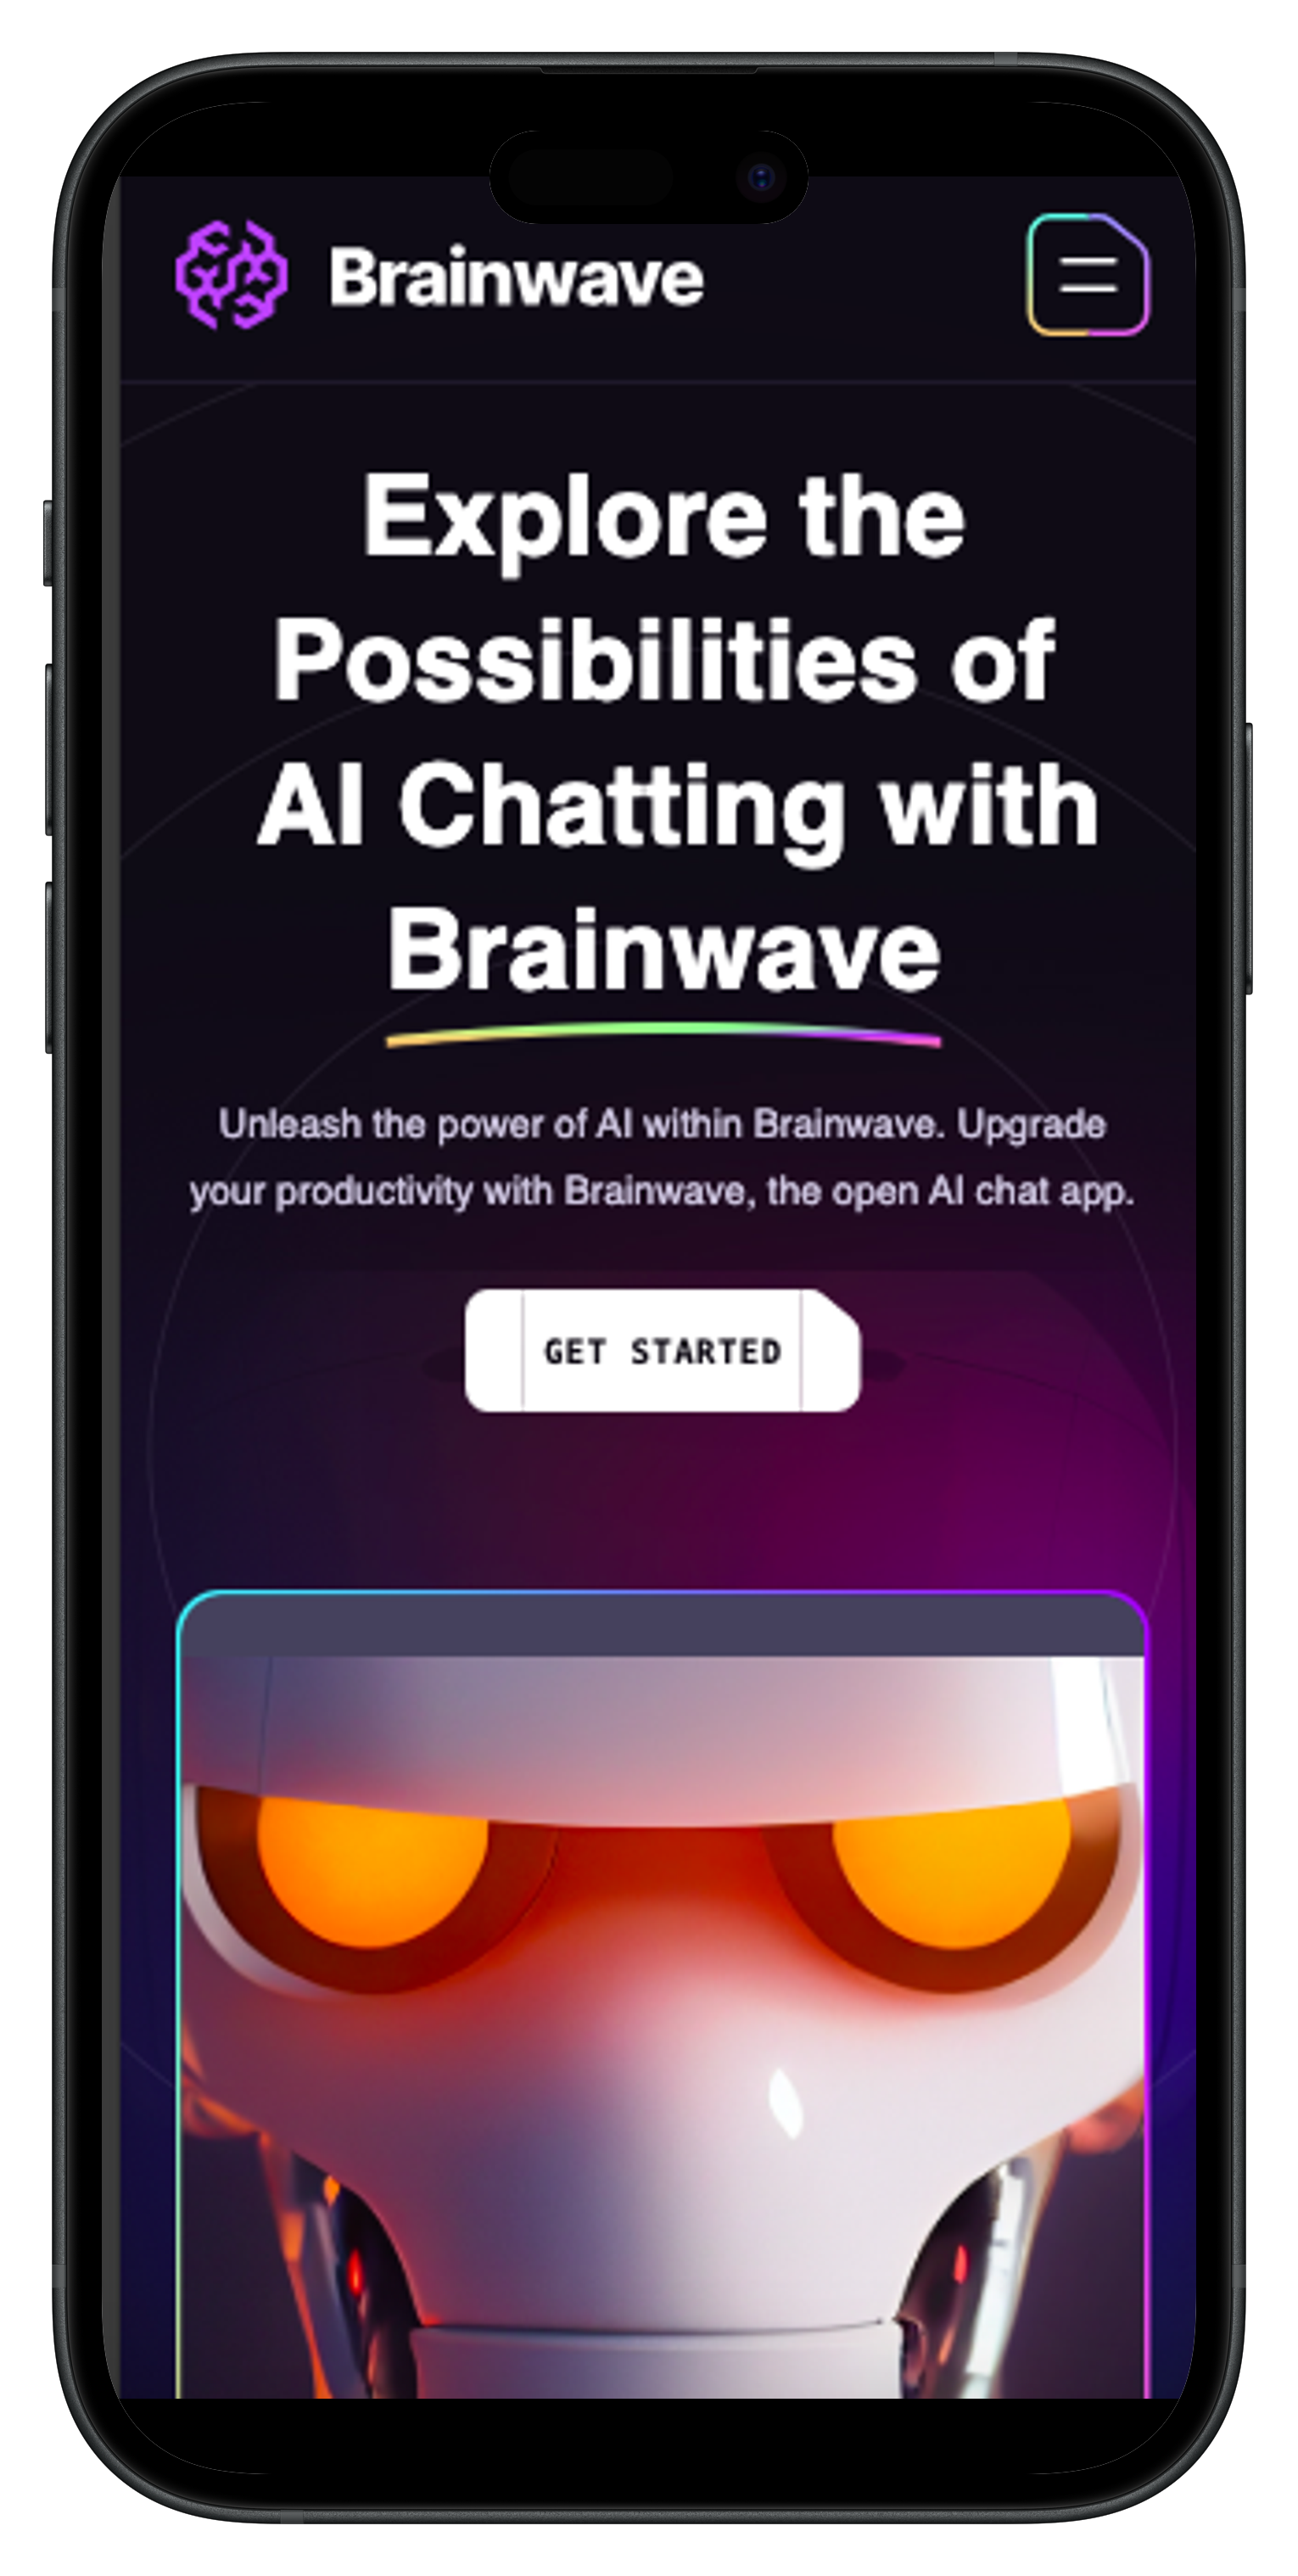 Brainwave
Explore the
Possibilities of
AI Chatting with
Brainwave
Unleash the power of AI within Brainwave. Upgrade
your productivity with Brainwave, the open AI chat app.
GET STARTED